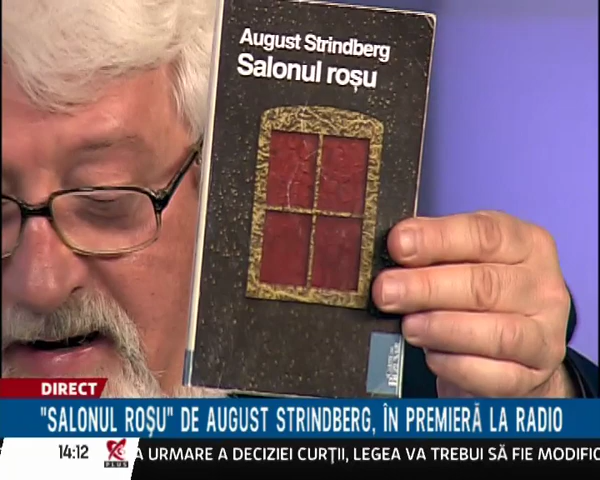 August Strindberg
Salonul roșu
DIRECT
"SALONUL ROȘU" DE AUGUST STRINDBERG, ÎN PREMIERĂ LA RADIO
14:12
PLUS
Ă URMARE A DECIZIEI CURȚII, LEGEA VA TREBUI SĂ FIE MODIFIC